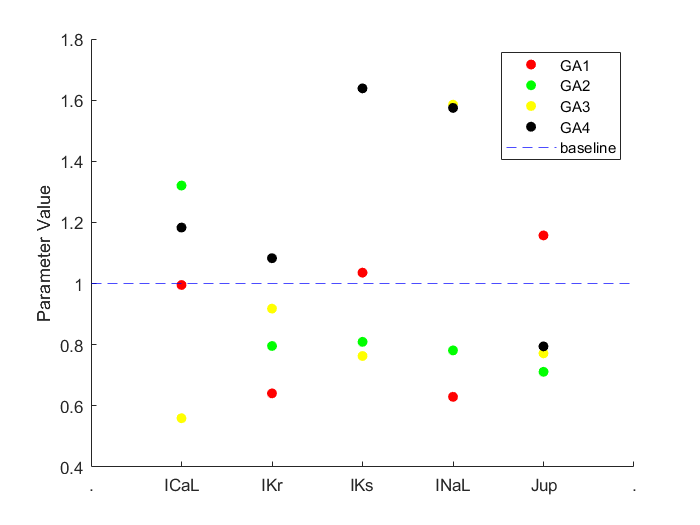 1.8
1.6
1.4
1.2
1
0.8
0.6
0.4
Parameter Value
GA1
GA2
GA3
GA4
baseline
. ICaL IKr IKs INaL Jup .